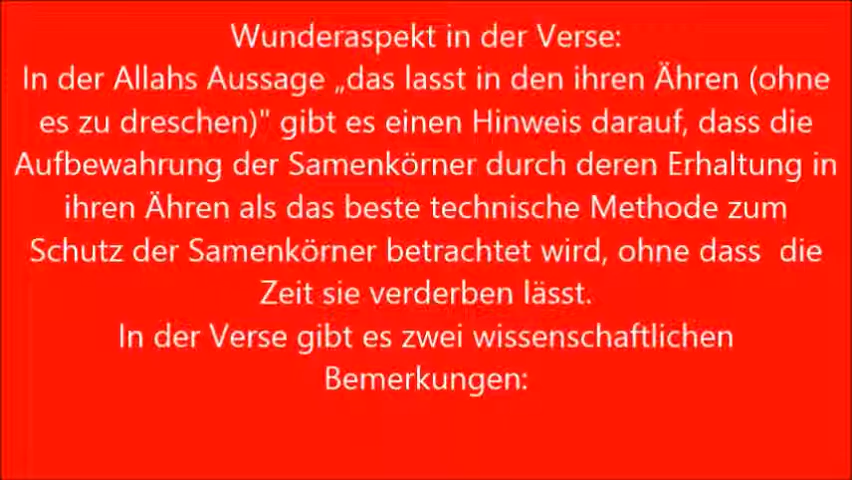 Wunderaspekt in der Verse:
In der Allahs Aussage „das lasst in den ihren Ähren (ohne
es zu dreschen)" gibt es einen Hinweis darauf, dass die
Aufbewahrung der Samenkörner durch deren Erhaltung in
ihren Ähren als das beste technische Methode zum
Schutz der Samenkörner betrachtet wird, ohne dass  die
Zeit sie verderben lässt.
In der Verse gibt es zwei wissenschaftlichen
Bemerkungen: